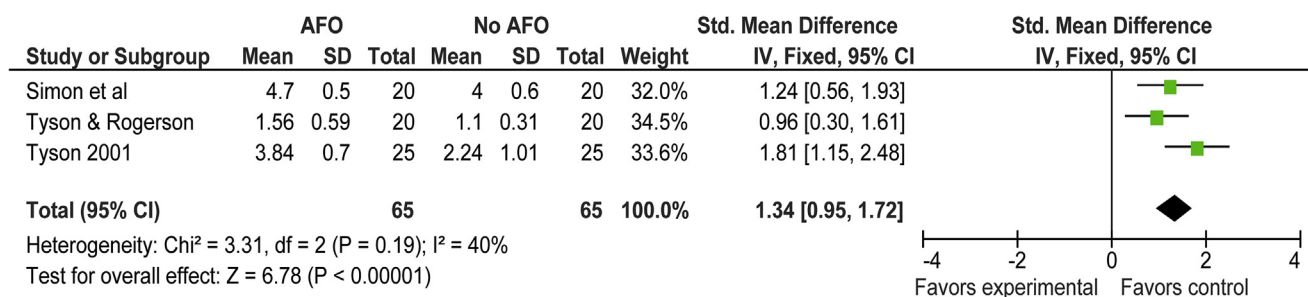 AFO No AFO Std. Mean Difference Std. Mean Difference
Study or Subgroup Mean SD Total Mean SD Total Weight IV, Fixed, 95% CI IV, Fixed, 95% CI
Simon et al 4.7 0.5 20 4 0.6 20 32.0% 1.24 [0.56, 1.93]
Tyson & Rogerson 1.56 0.59 20 1.1 0.31 20 34.5% 0.96 [0.30, 1.61]
Tyson 2001 3.84 0.7 25 2.24 1.01 25 33.6% 1.81 [1.15, 2.48]
Total (95% CI) 65 65 100.0% 1.34 [0.95, 1.72]
Heterogeneity: Chi² = 3.31, df = 2 (P = 0.19); I² = 40%
Test for overall effect: Z = 6.78 (P < 0.00001)
-4 -2 0 2 4
Favors experimental Favors control